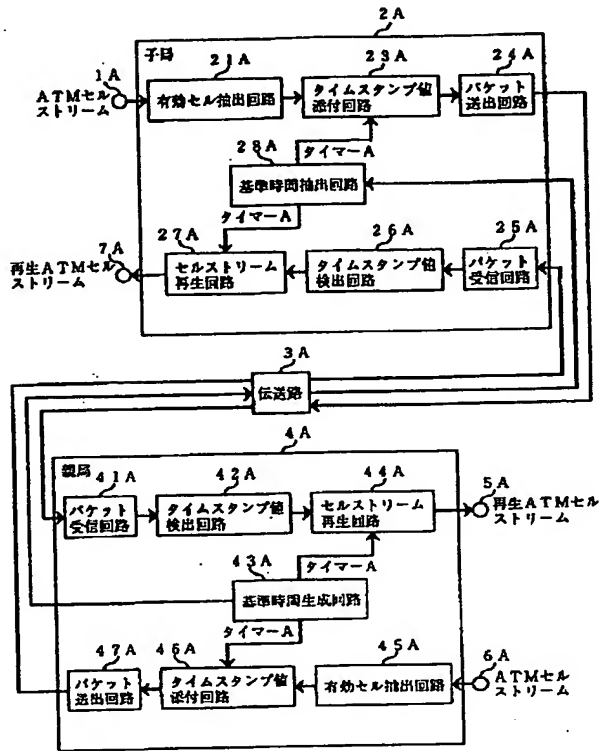 2A
子局
21A
23A
24A
1A
ATMセル
ストリーム
有効セル抽出回路
タイムスタンプ値
添付回路
パケット
送出回路
28A
タイマーA
基準時間抽出回路
タイマーA
27A
26A
25A
7A
再生ATMセル
ストリーム
セルストリーム
再生回路
タイムスタンプ値
検出回路
パケット
受信回路
3A
伝送路
4A
親局
41A
42A
44A
5A
パケット
受信回路
タイムスタンプ値
検出回路
セルストリーム
再生回路
再生ATMセル
ストリーム
43A
タイマーA
基準時間生成回路
タイマーA
47A
46A
45A
6A
パケット
送出回路
タイムスタンプ値
添付回路
有効セル抽出回路
ATMセル
ストリーム